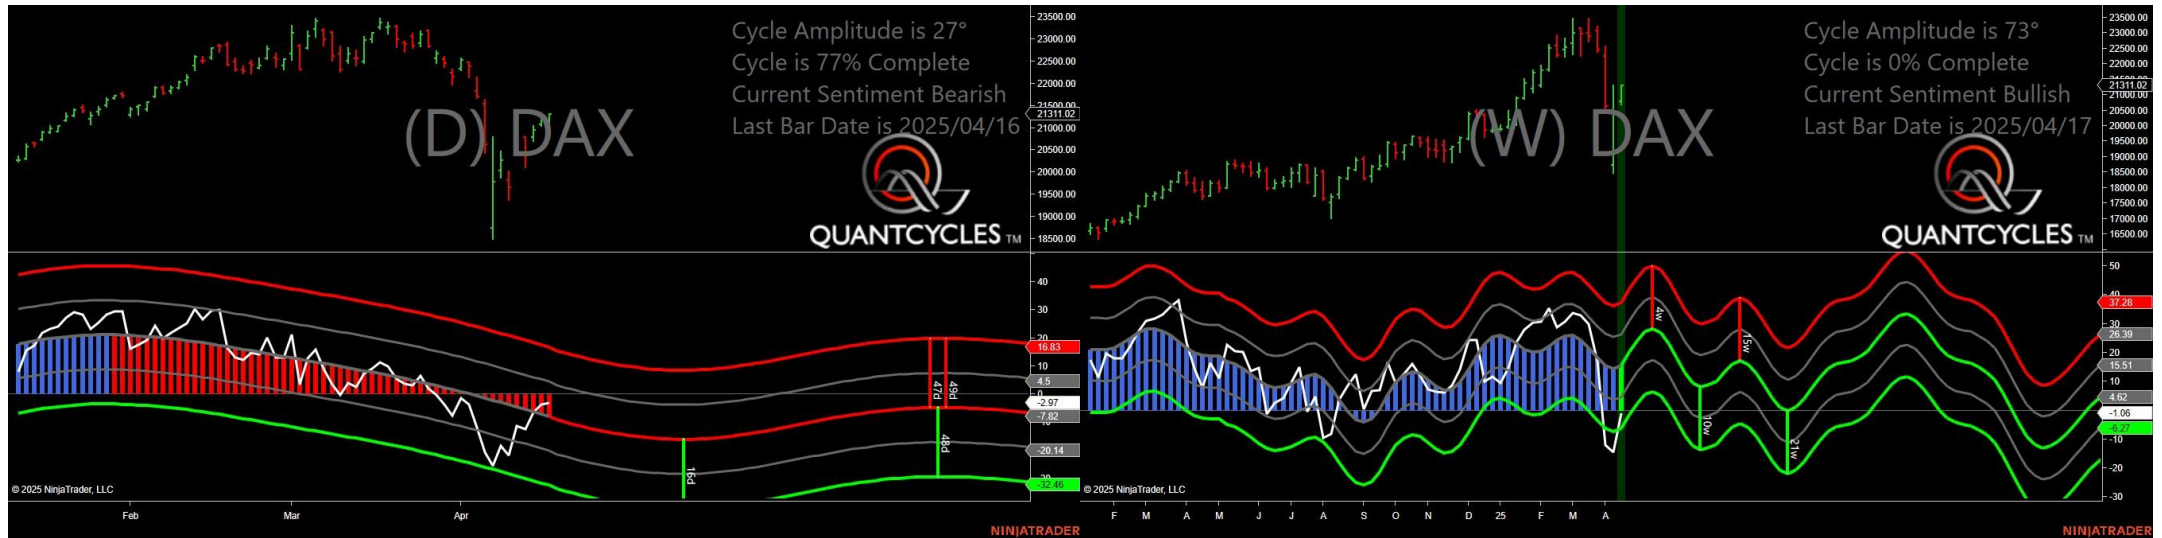 Cycle Amplitude is 27°
Cycle is 77% Complete
Current Sentiment Bearish
Last Bar Date is 2025/04/16
(D) DAX
QUANTCYCLES TM
23500.00
23000.00
22500.00
22000.00
21500.00
21311.02
21000.00
20500.00
20000.00
19500.00
19000.00
18500.00
40
30
20
16.83
10
4.5
0
-2.97
-7.82
-20.14
-32.46
47d
49d
48d
16d
© 2025 NinjaTrader, LLC
Feb Mar Apr
NINJATRADER
Cycle Amplitude is 73°
Cycle is 0% Complete
Current Sentiment Bullish
Last Bar Date is 2025/04/17
(W) DAX
QUANTCYCLES TM
23500.00
23000.00
22500.00
22000.00
21311.02
21000.00
20500.00
20000.00
19500.00
19000.00
18500.00
18000.00
17500.00
17000.00
16500.00
50
40
37.28
30
26.39
20
15.51
10
4.62
-1.06
-6.27
-10
-20
-30
4w
15w
10w
21w
© 2025 NinjaTrader, LLC
F M A M J J A S O N D 25 F M A
NINJATRADER